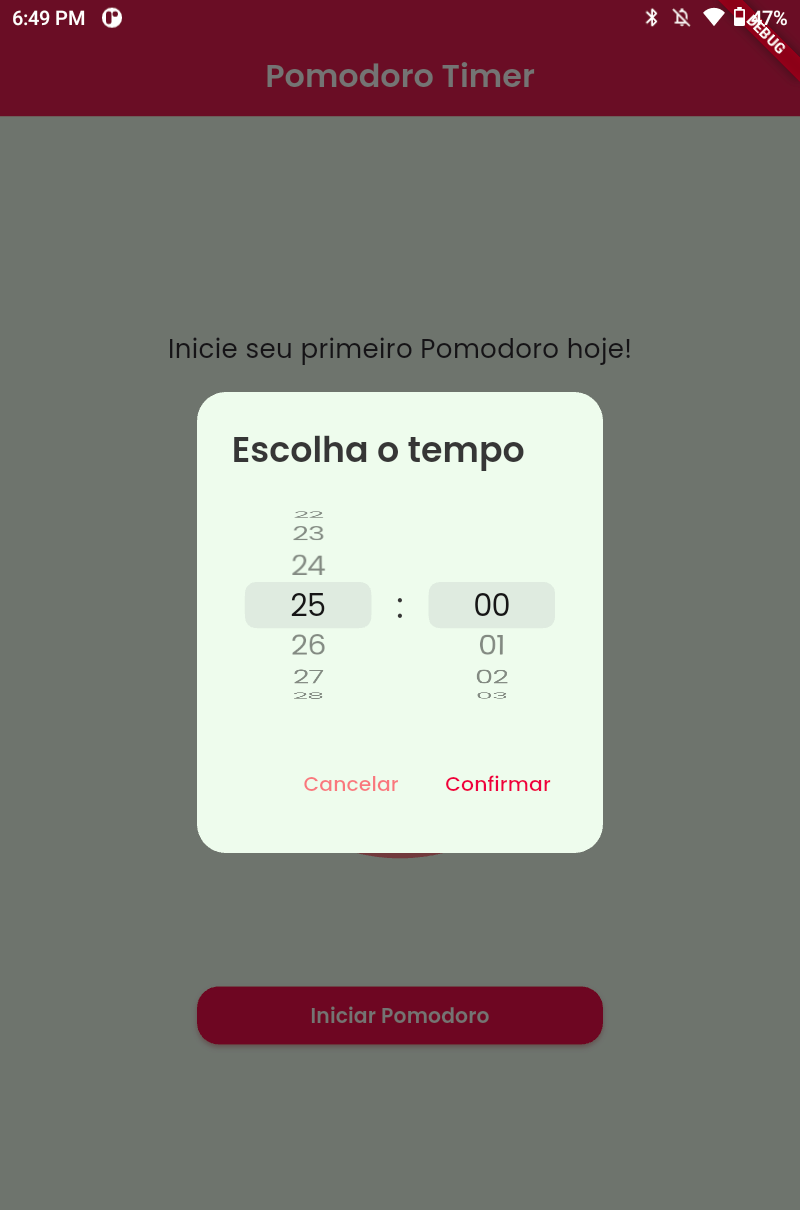 6:49 PM 47%
DEBUG
Pomodoro Timer
Inicie seu primeiro Pomodoro hoje!
Escolha o tempo
22
23
24
25 : 00
26 01
27 02
28 03
Cancelar Confirmar
Iniciar Pomodoro